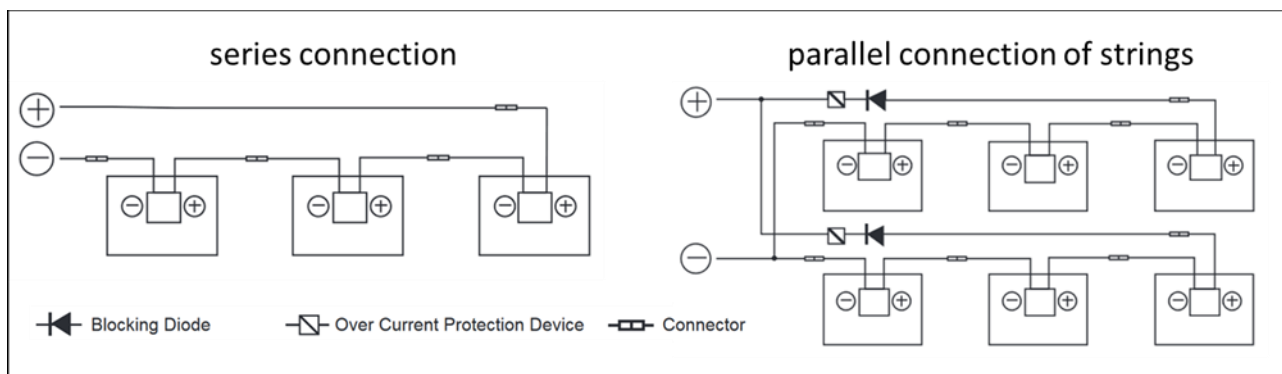 series connection
parallel connection of strings
+
+
−
− + − + − +
− + − + − +
−
− + − + − +
Blocking Diode
Over Current Protection Device
Connector